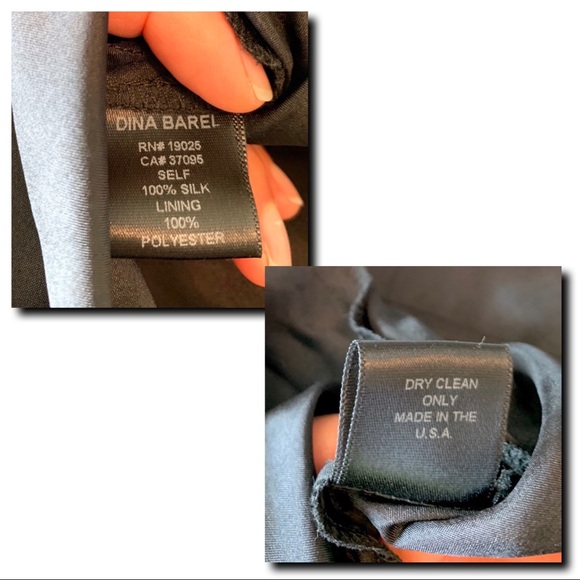 DINA BAREL
RN# 19025
CA# 37095
SELF
100% SILK
LINING
100%
POLYESTER
DRY CLEAN
ONLY
MADE IN THE
U.S.A.